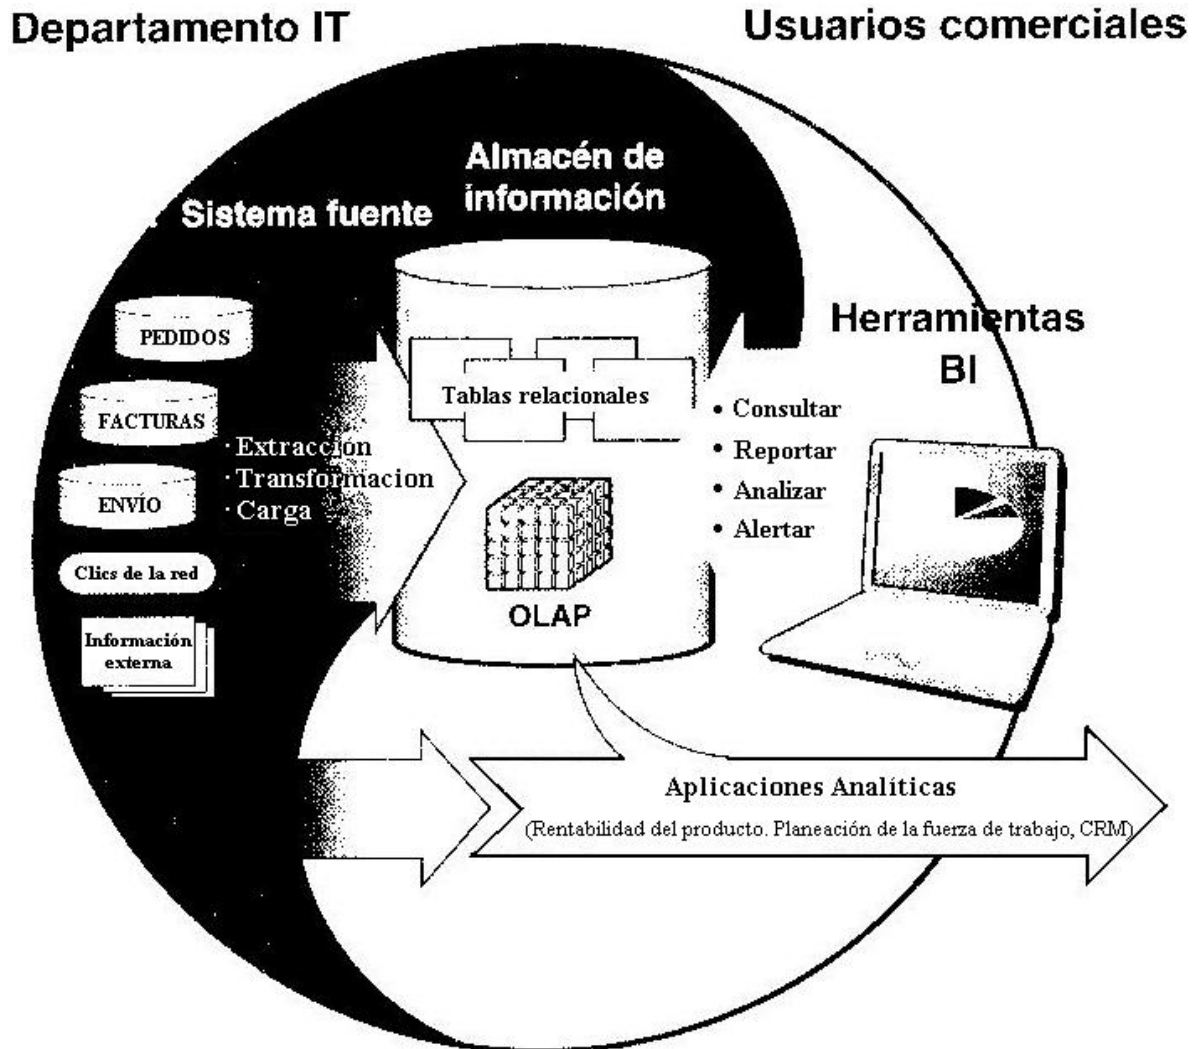 Departamento IT
Usuarios comerciales
Almacén de
información
Sistema fuente
PEDIDOS
FACTURAS
ENVÍO
Clics de la red
Información
externa
· Extracción
· Transformacion
· Carga
Tablas relacionales
OLAP
Herramientas
BI
• Consultar
• Reportar
• Analizar
• Alertar
Aplicaciones Analíticas
(Rentabilidad del producto. Planeación de la fuerza de trabajo, CRM)